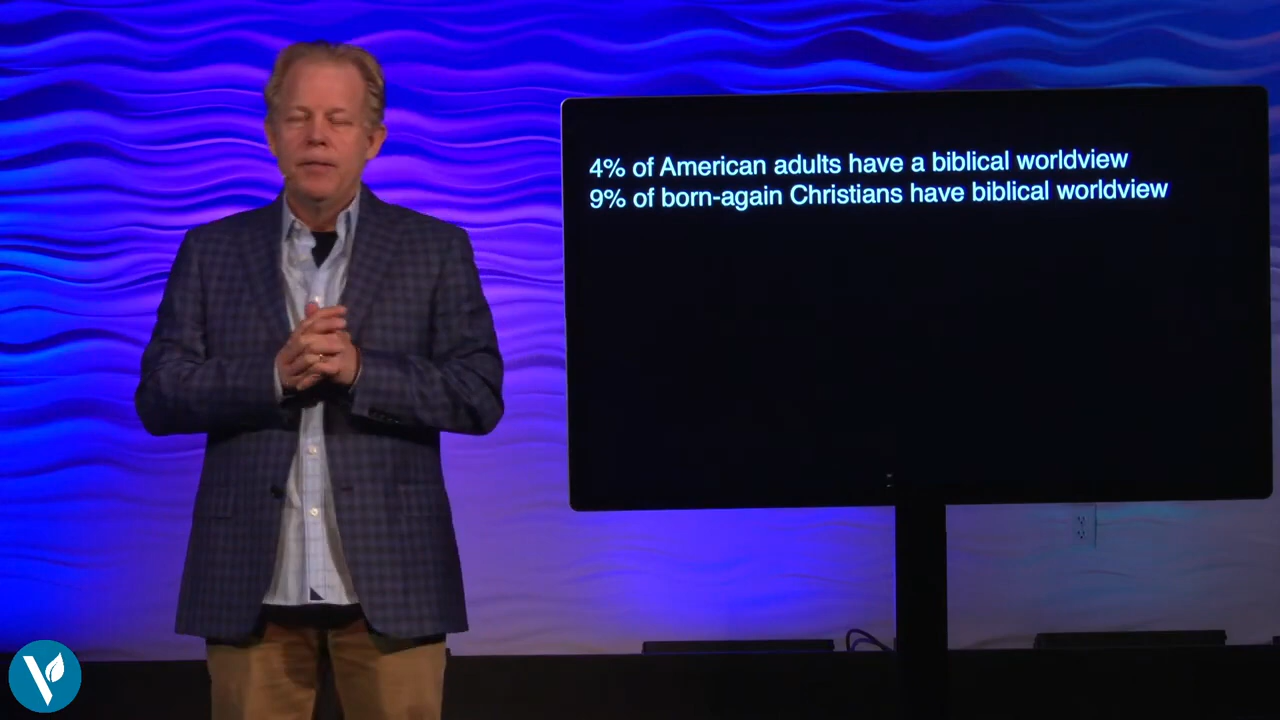 4% of American adults have a biblical worldview
9% of born-again Christians have biblical worldview